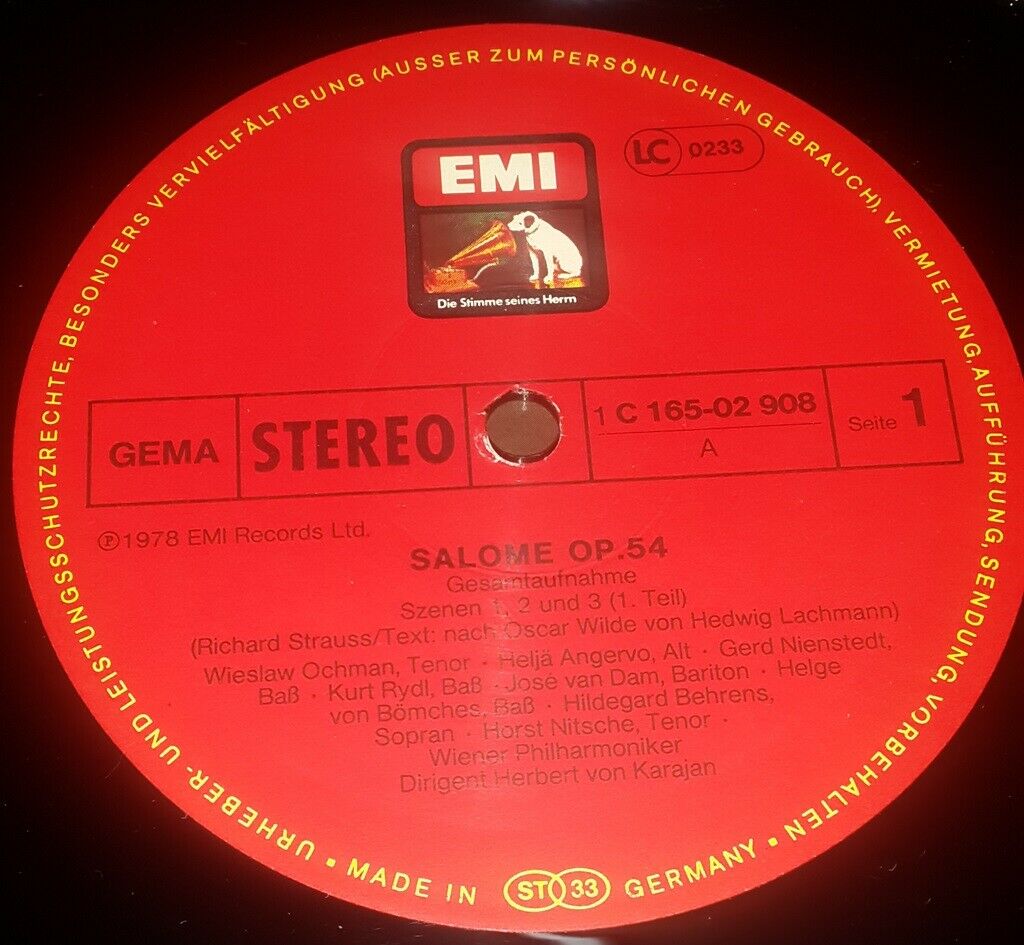 URHEBER- UND LEISTUNGSSCHUTZRECHTE, BESONDERS VERVIELFÄLTIGUNG (AUSSER ZUM PERSÖNLICHEN GEBRAUCH), VERMIETUNG, AUFFÜHRUNG, SENDUNG, VORBEHALTEN ▪
EMI
LC 0233
Die Stimme seines Herrn
GEMA
STEREO
1 C 165-02 908
A
Seite 1
℗1978 EMI Records Ltd.
SALOME OP.54
Gesamtaufnahme
Szenen 1, 2 und 3 (1. Teil)
(Richard Strauss/Text: nach Oscar Wilde von Hedwig Lachmann)
Wieslaw Ochman, Tenor · Heljä Angervo, Alt · Gerd Nienstedt,
Baß · Kurt Rydl, Baß · José van Dam, Bariton · Helge
von Bömches, Baß · Hildegard Behrens,
Sopran · Horst Nitsche, Tenor ·
Wiener Philharmoniker
Dirigent Herbert von Karajan
▪ MADE IN ST 33 GERMANY ▪